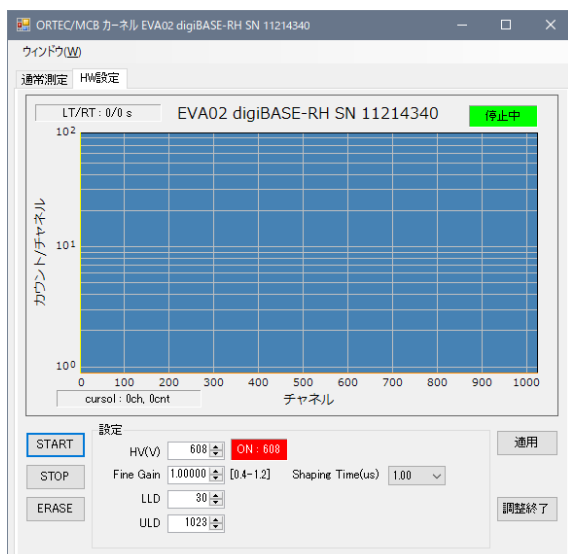 ORTEC/MCB カーネル EVA02 digiBASE-RH SN 11214340
ウィンドウ(W)
通常測定 HW設定
LT/RT : 0/0 s EVA02 digiBASE-RH SN 11214340 停止中
カウント/チャネル
10²
10¹
10⁰
0 100 200 300 400 500 600 700 800 900 1000
cursol : 0ch, 0cnt チャネル
設定
START HV(V) 608 ON : 608 適用
STOP Fine Gain 1.00000 [0.4-1.2] Shaping Time(us) 1.00
ERASE LLD 30 調整終了
ULD 1023